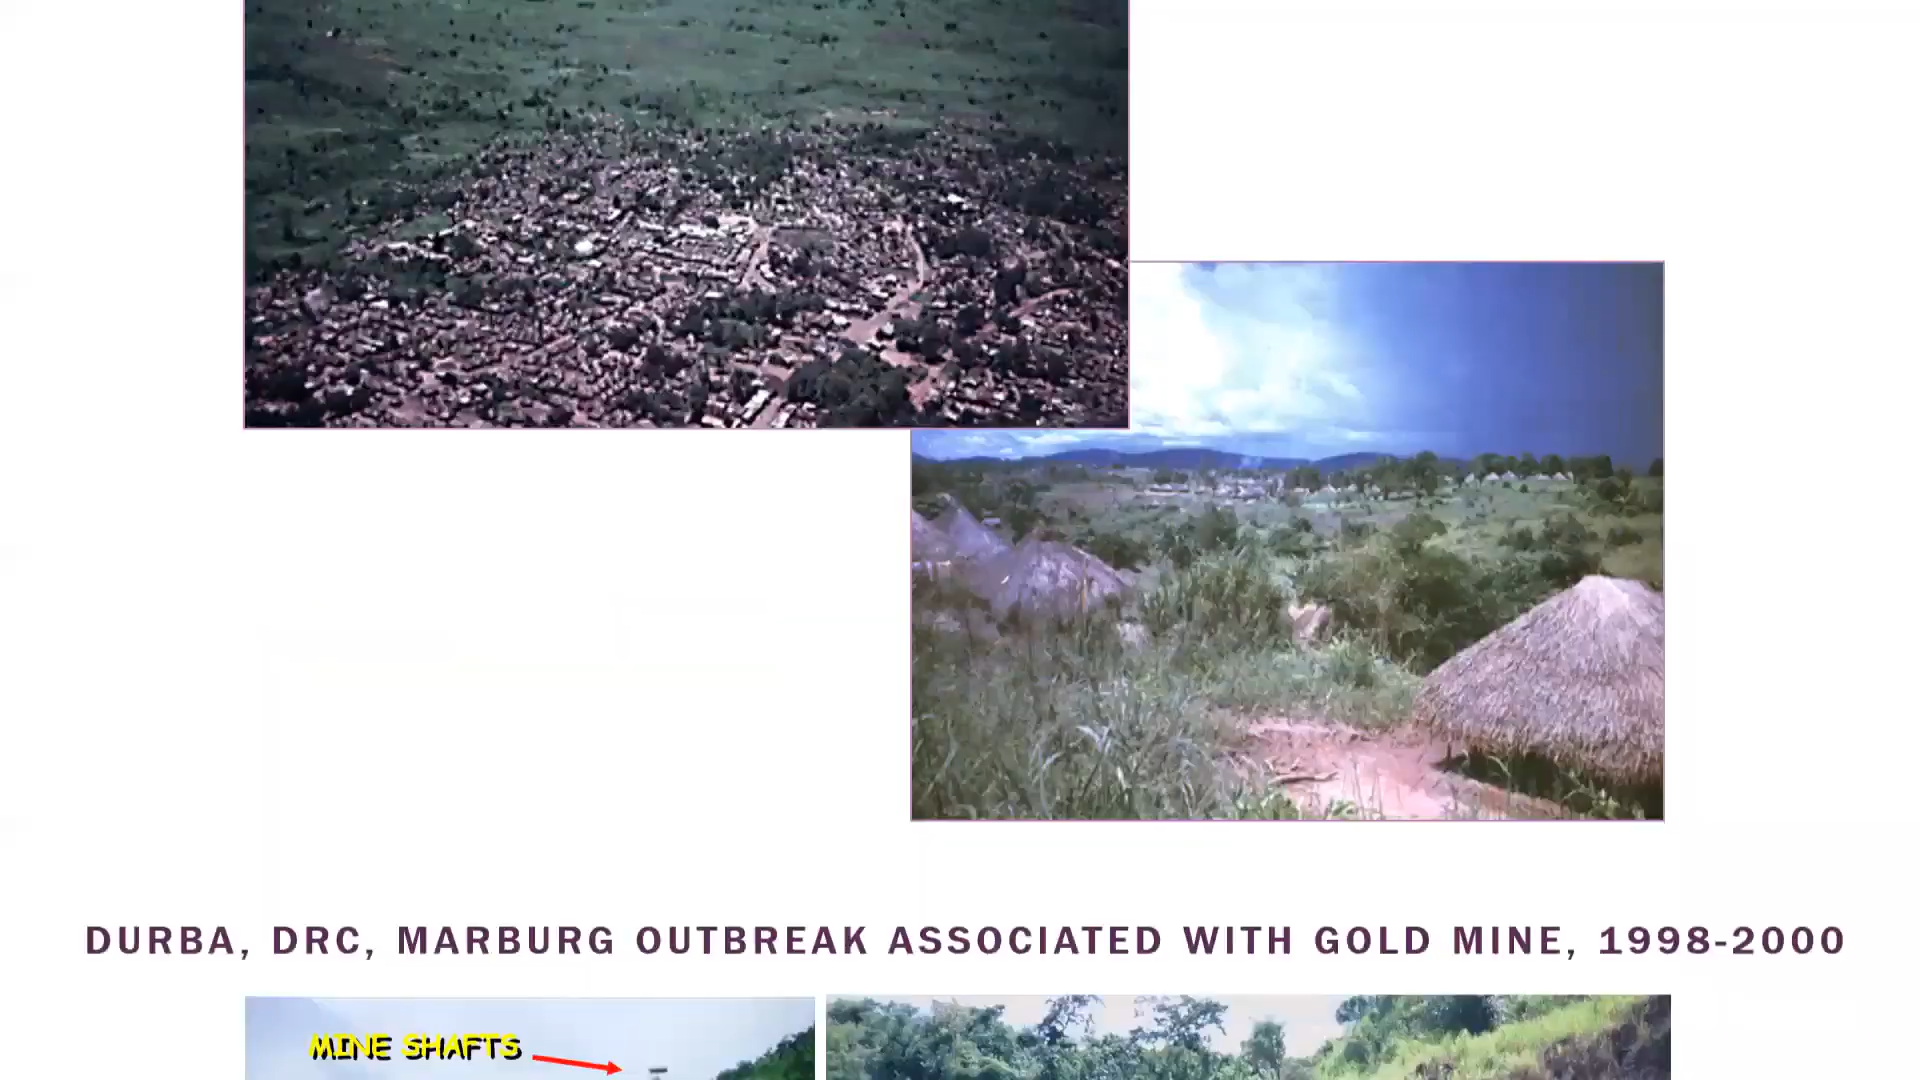 DURBA, DRC, MARBURG OUTBREAK ASSOCIATED WITH GOLD MINE, 1998-2000
MINE SHAFTS